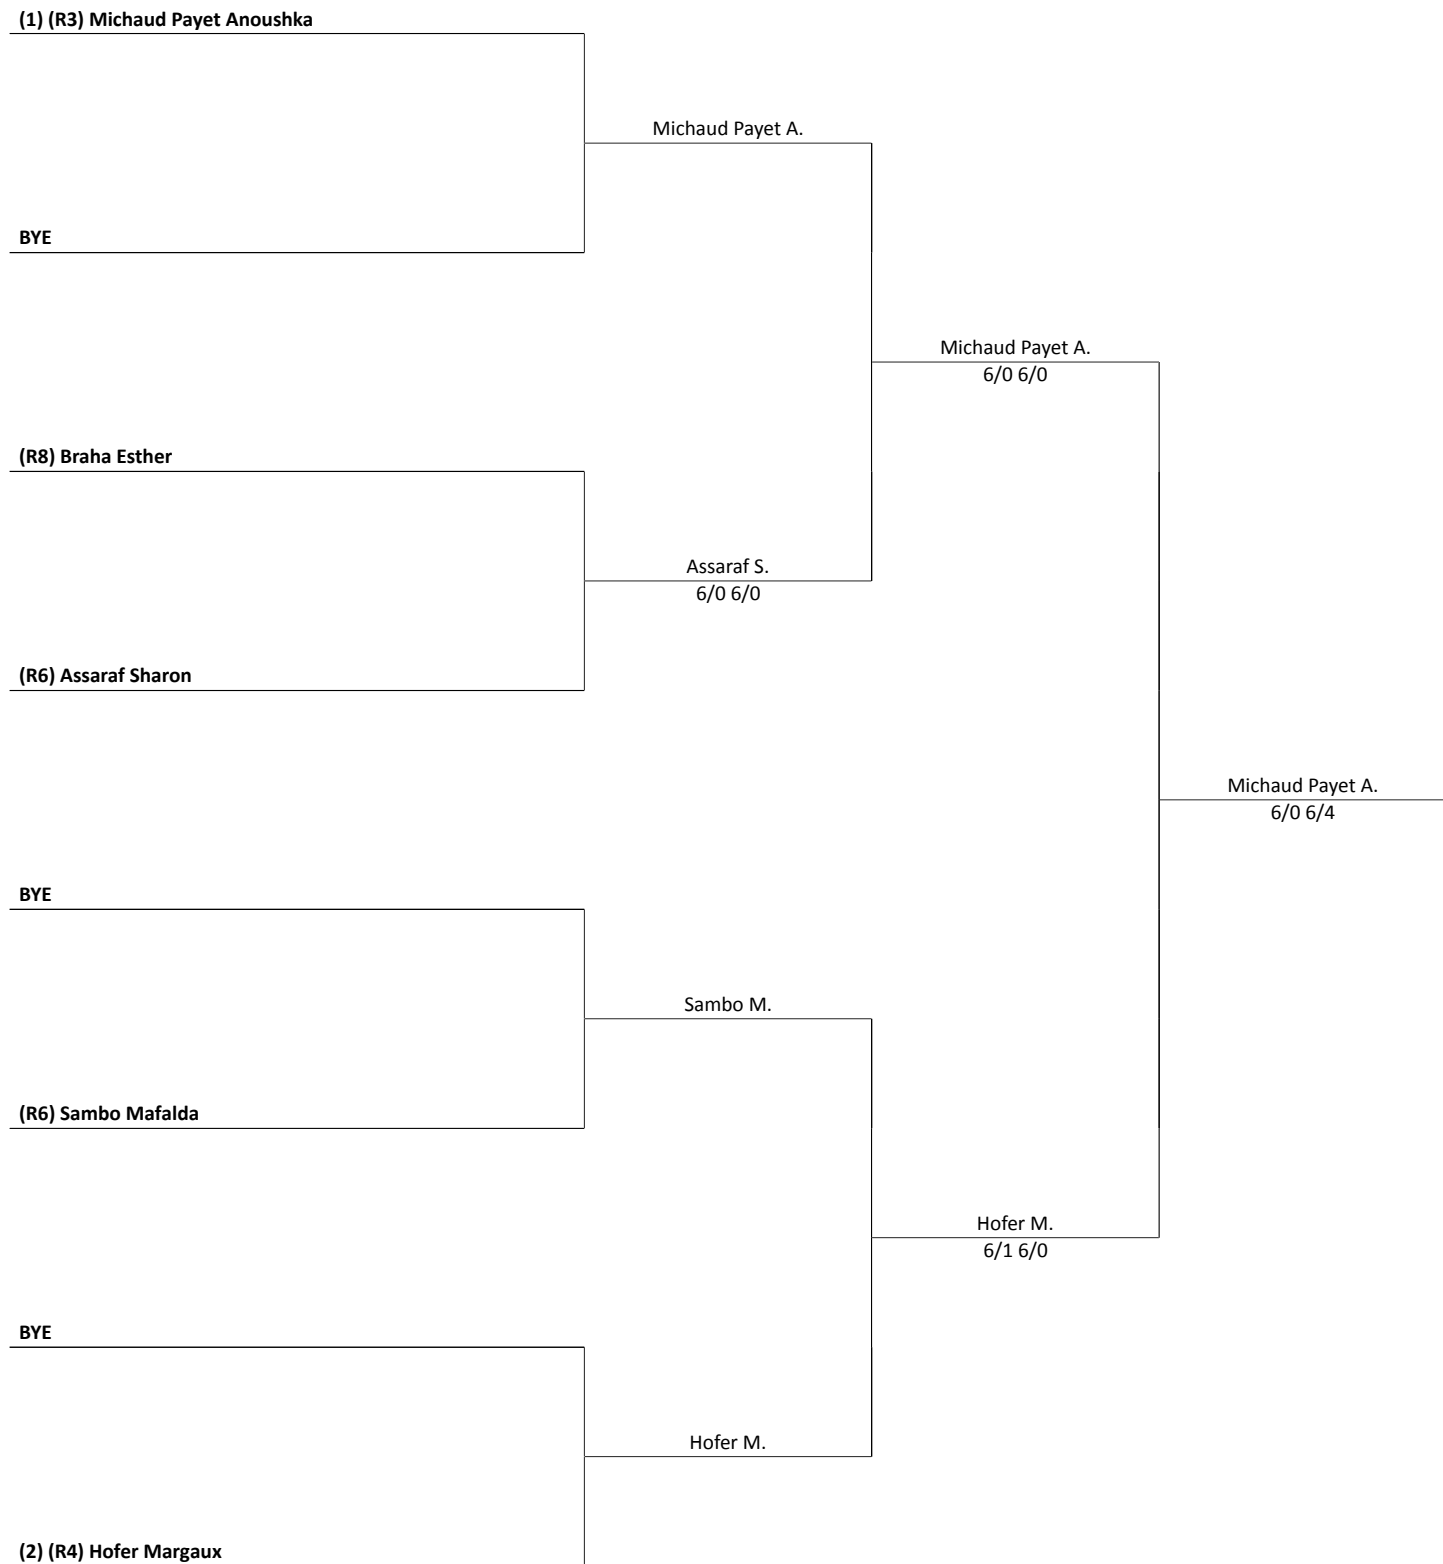 (1) (R3) Michaud Payet Anoushka
Michaud Payet A.
BYE
Michaud Payet A.
6/0 6/0
(R8) Braha Esther
Assaraf S.
6/0 6/0
(R6) Assaraf Sharon
Michaud Payet A.
6/0 6/4
BYE
Sambo M.
(R6) Sambo Mafalda
Hofer M.
6/1 6/0
BYE
Hofer M.
(2) (R4) Hofer Margaux